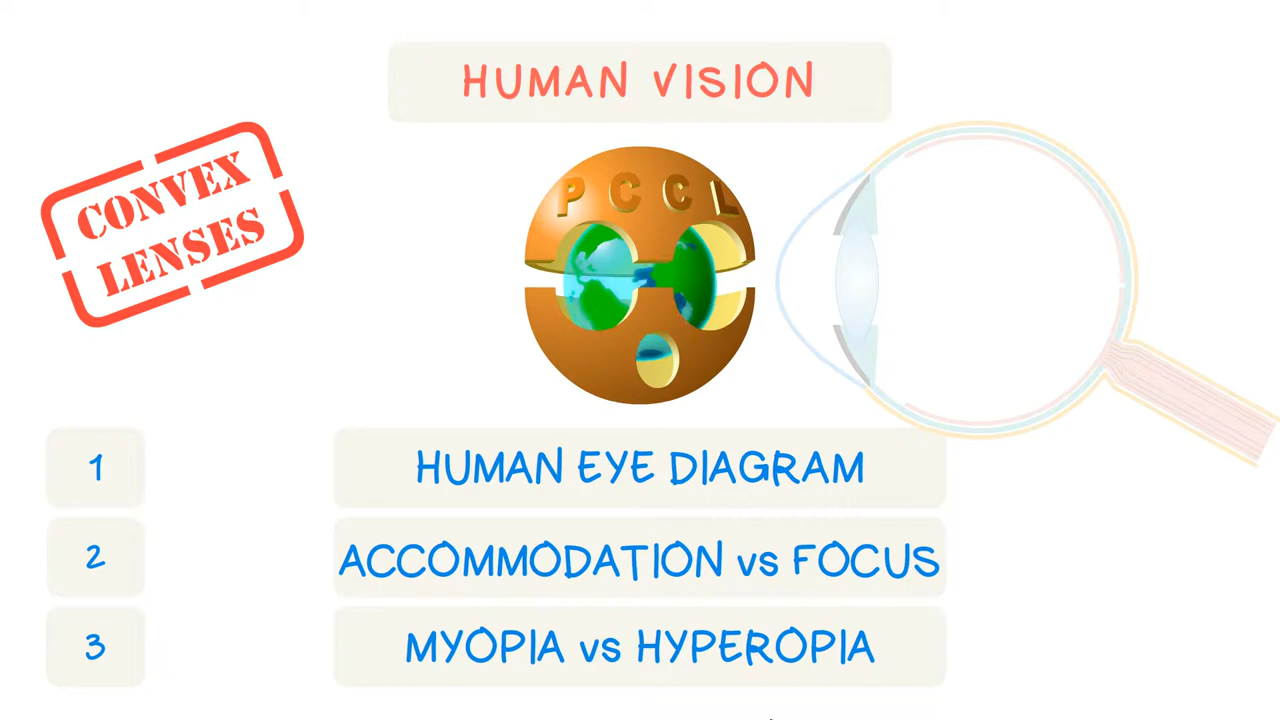 HUMAN VISION
CONVEX
LENSES
PCCL
1
HUMAN EYE DIAGRAM
2
ACCOMMODATION vs FOCUS
3
MYOPIA vs HYPEROPIA